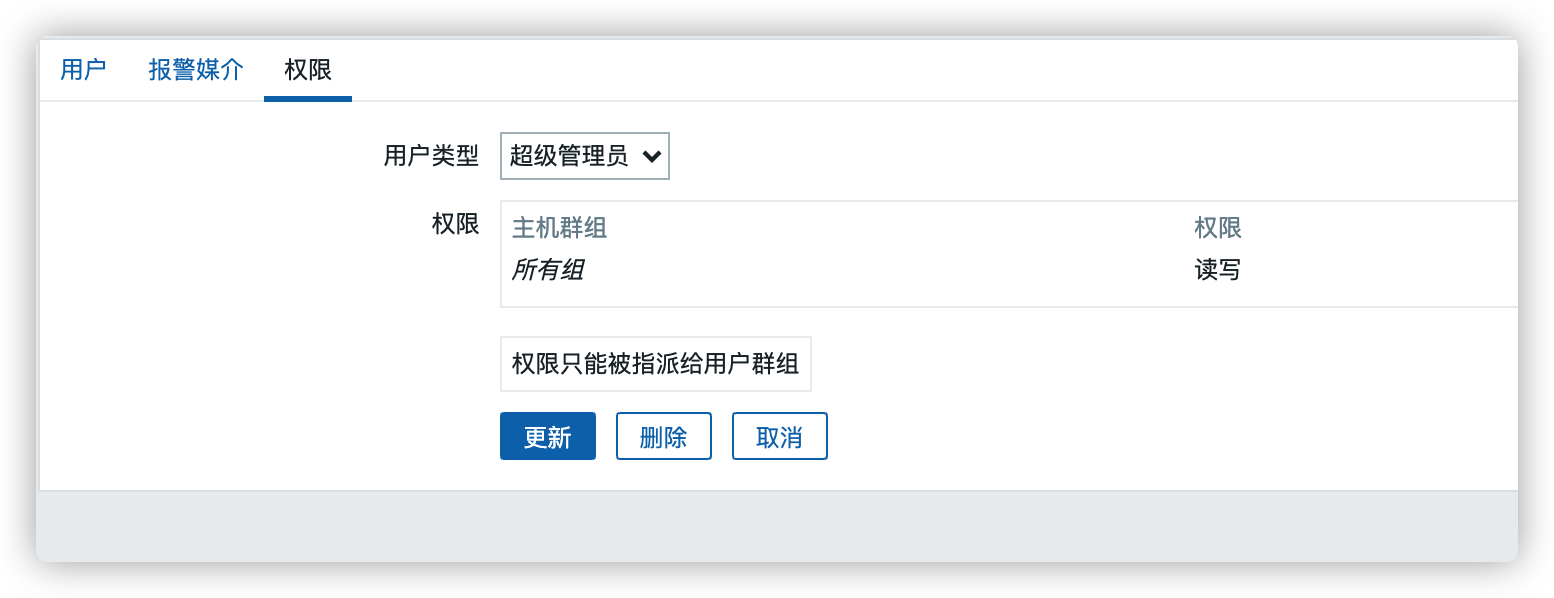 用户 报警媒介 权限
用户类型 超级管理员
权限 主机群组 权限
所有组 读写
权限只能被指派给用户群组
更新 删除 取消